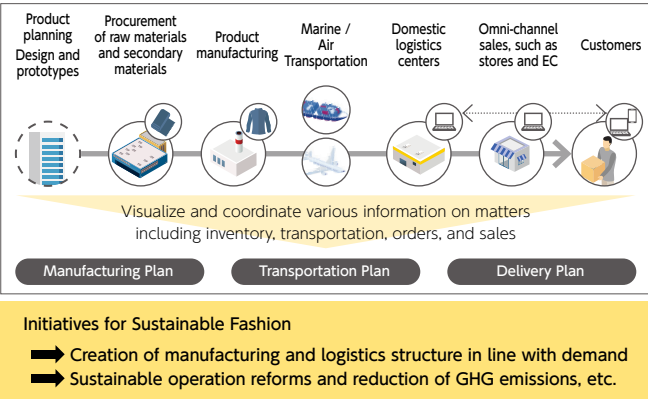 Product
planning
Design and
prototypes
Procurement
of raw materials
and secondary
materials
Product
manufacturing
Marine /
Air
Transportation
Domestic
logistics
centers
Omni-channel
sales, such as
stores and EC
Customers
Visualize and coordinate various information on matters
including inventory, transportation, orders, and sales
Manufacturing Plan
Transportation Plan
Delivery Plan
Initiatives for Sustainable Fashion
Creation of manufacturing and logistics structure in line with demand
Sustainable operation reforms and reduction of GHG emissions, etc.